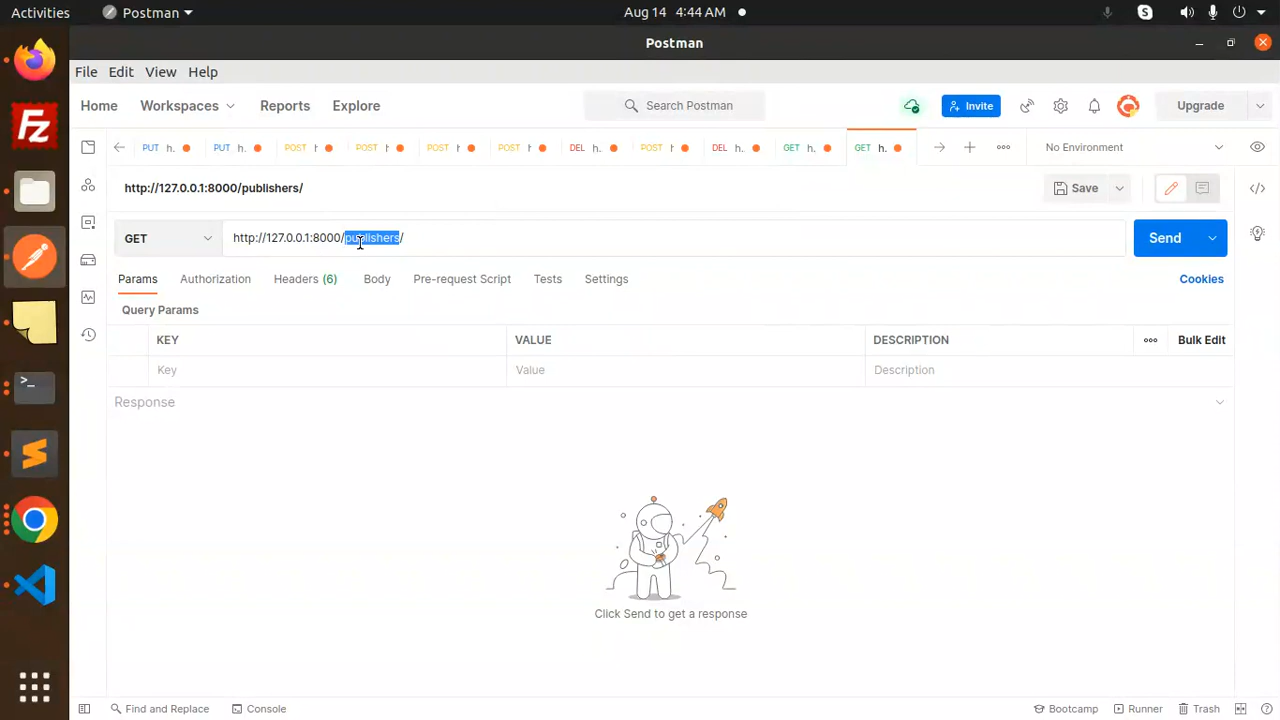 Activities Postman Aug 14 4:44 AM
Postman
File Edit View Help
Home Workspaces Reports Explore Search Postman Invite Upgrade
PUT h. PUT h. POST h POST h POST h POST h DEL h. POST h DEL h. GET h. GET h. No Environment
http://127.0.0.1:8000/publishers/ Save
GET http://127.0.0.1:8000/publishers/ Send
Params Authorization Headers (6) Body Pre-request Script Tests Settings Cookies
Query Params
KEY VALUE DESCRIPTION Bulk Edit
Key Value Description
Response
Click Send to get a response
Find and Replace Console Bootcamp Runner Trash